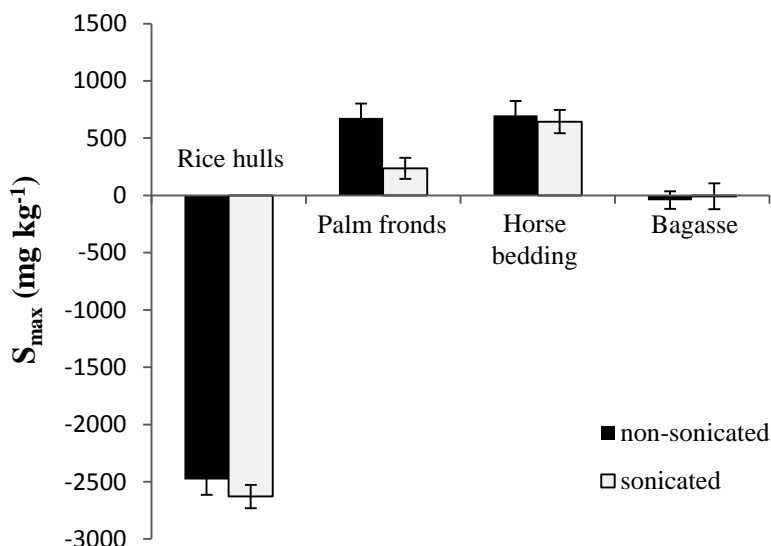 1500
1000
500
0
-500
-1000
-1500
-2000
-2500
-3000
S_max (mg kg^-1)
Rice hulls
Palm fronds
Horse
bedding
Bagasse
non-sonicated
sonicated